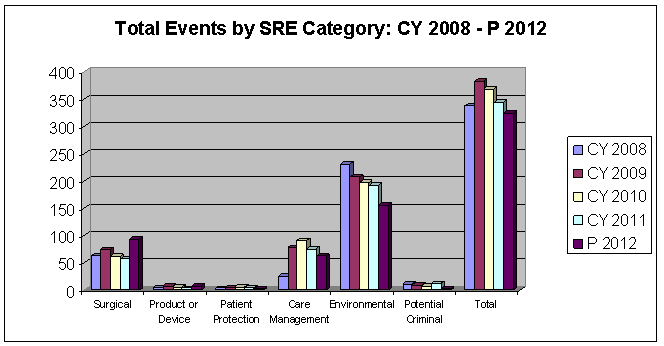 Total Events by SRE Category: CY 2008 - P 2012
400
350
300
250
200
150
100
50
0
Surgical
Product or
Device
Patient
Protection
Care
Management
Environmental
Potential
Criminal
Total
CY 2008
CY 2009
CY 2010
CY 2011
P 2012